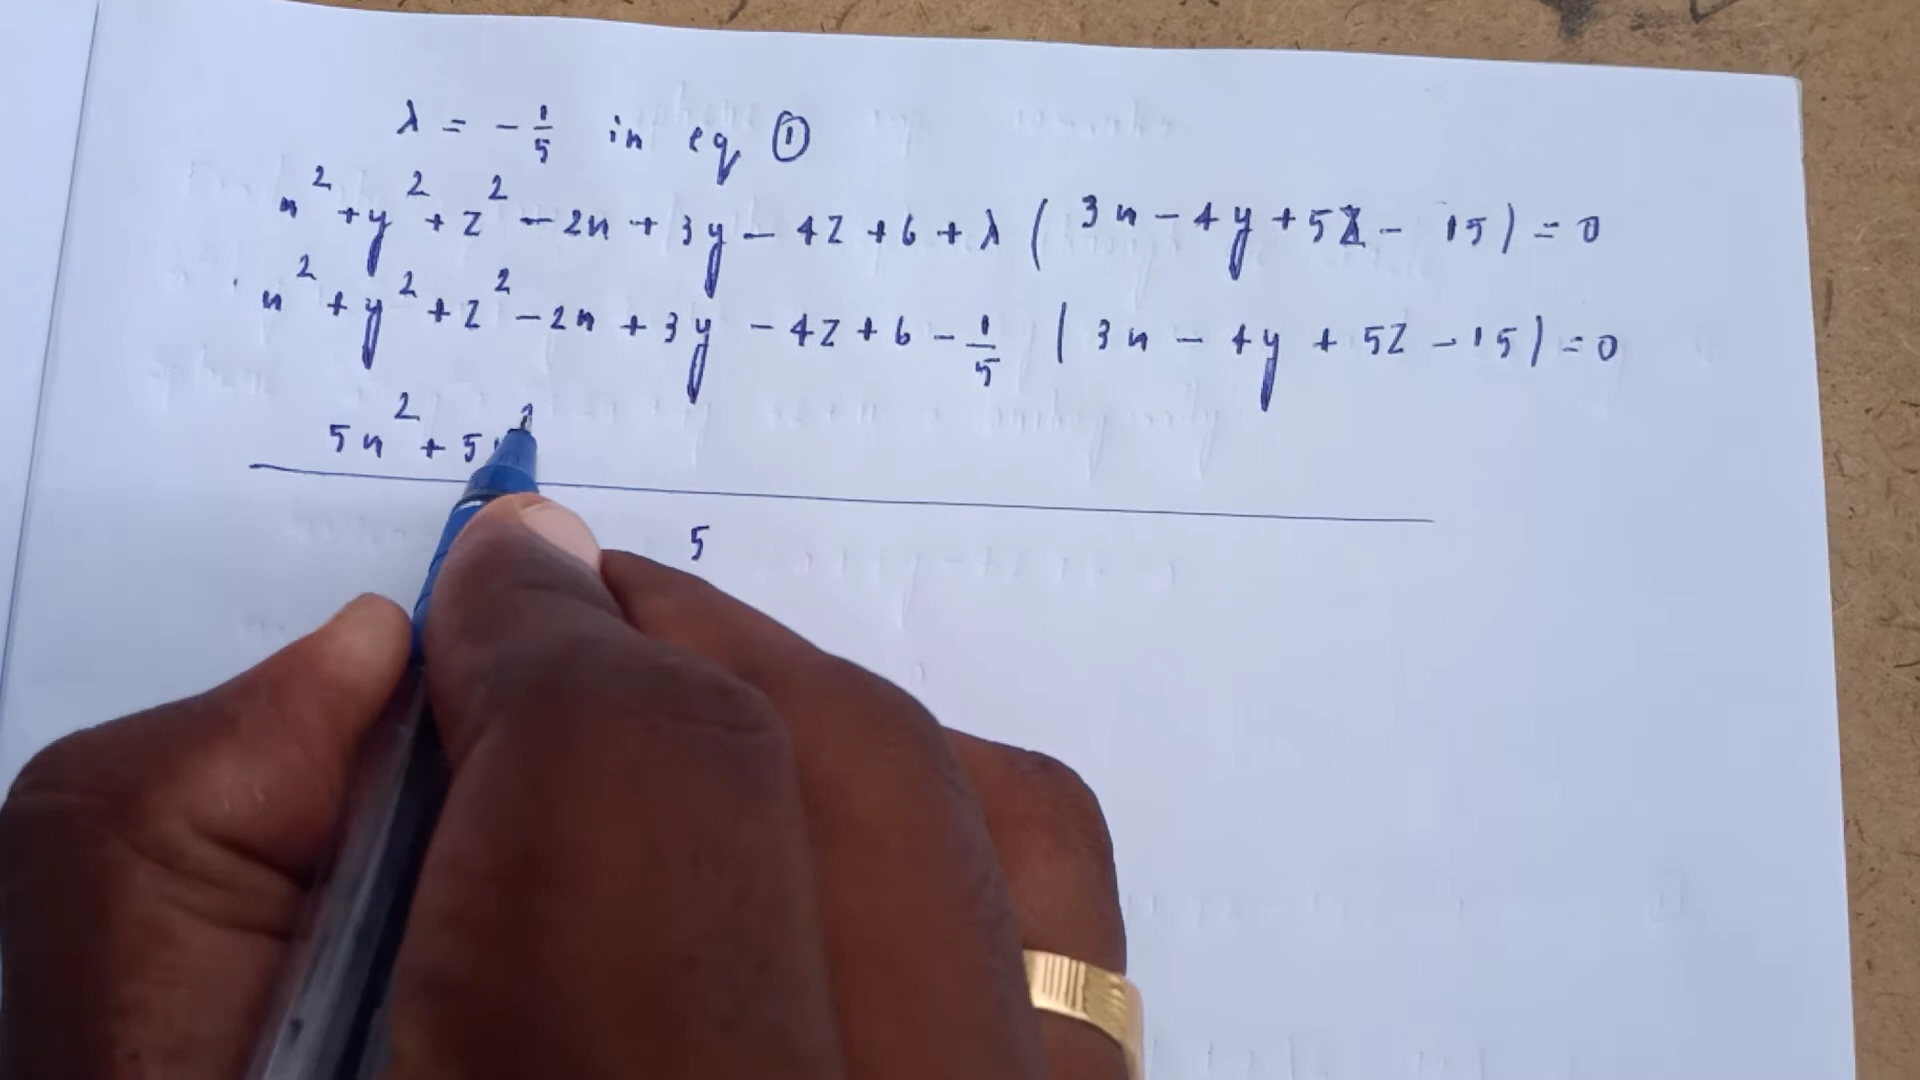 λ = - 1/5 in eq ①
x² + y² + z² - 2x + 3y - 4z + 6 + λ ( 3x - 4y + 5z - 15 ) = 0
x² + y² + z² - 2x + 3y - 4z + 6 - 1/5 ( 3x - 4y + 5z - 15 ) = 0
5x² + 5
5